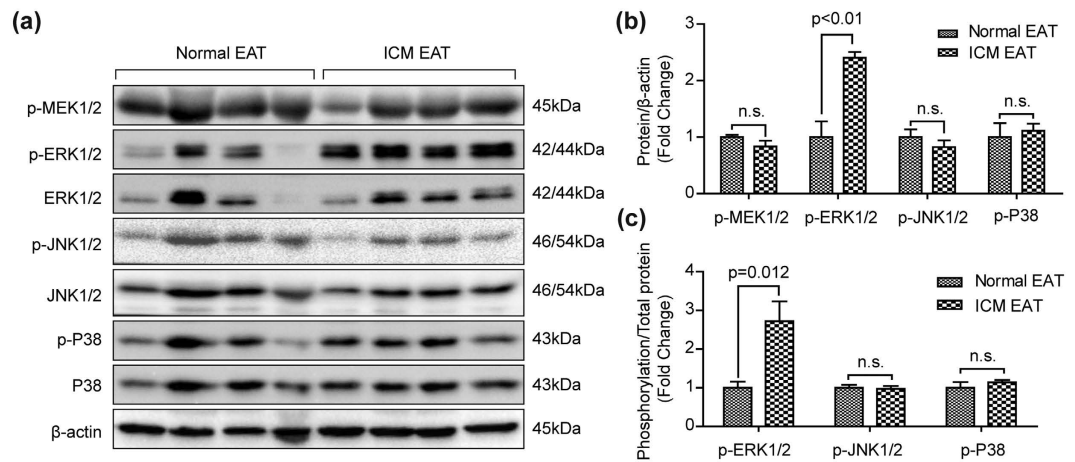 (a)
Normal EAT ICM EAT
p-MEK1/2 45kDa
p-ERK1/2 42/44kDa
ERK1/2 42/44kDa
p-JNK1/2 46/54kDa
JNK1/2 46/54kDa
p-P38 43kDa
P38 43kDa
β-actin 45kDa
(b)
Protein/β-actin
(Fold Change)
3
2
1
0
p<0.01
n.s.
n.s.
n.s.
Normal EAT
ICM EAT
p-MEK1/2 p-ERK1/2 p-JNK1/2 p-P38
(c)
Phosphorylation/Total protein
(Fold Change)
4
3
2
1
0
p=0.012
n.s.
n.s.
Normal EAT
ICM EAT
p-ERK1/2 p-JNK1/2 p-P38